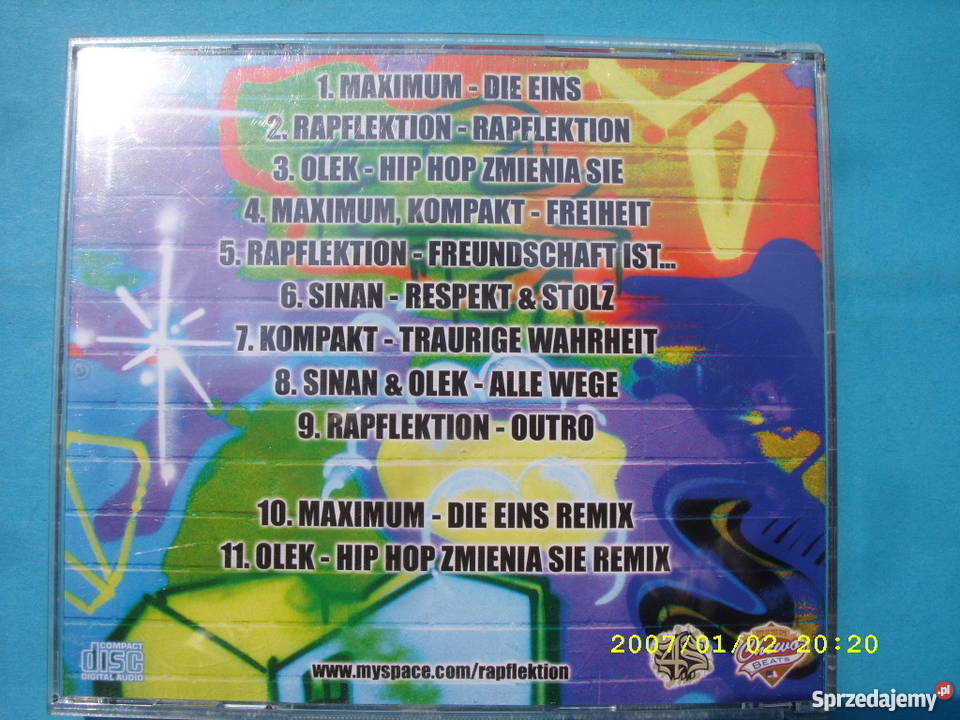 1. MAXIMUM - DIE EINS
2. RAPFLEKTION - RAPFLEKTION
3. OLEK - HIP HOP ZMIENIA SIE
4. MAXIMUM, KOMPAKT - FREIHEIT
5. RAPFLEKTION - FREUNDSCHAFT IST...
6. SINAN - RESPEKT & STOLZ
7. KOMPAKT - TRAURIGE WAHRHEIT
8. SINAN & OLEK - ALLE WEGE
9. RAPFLEKTION - OUTRO
10. MAXIMUM - DIE EINS REMIX
11. OLEK - HIP HOP ZMIENIA SIE REMIX
COMPACT
disc
DIGITAL AUDIO
www.myspace.com/rapflektion
2007/01/02 20:20
BEATS
Sprzedajemy.pl